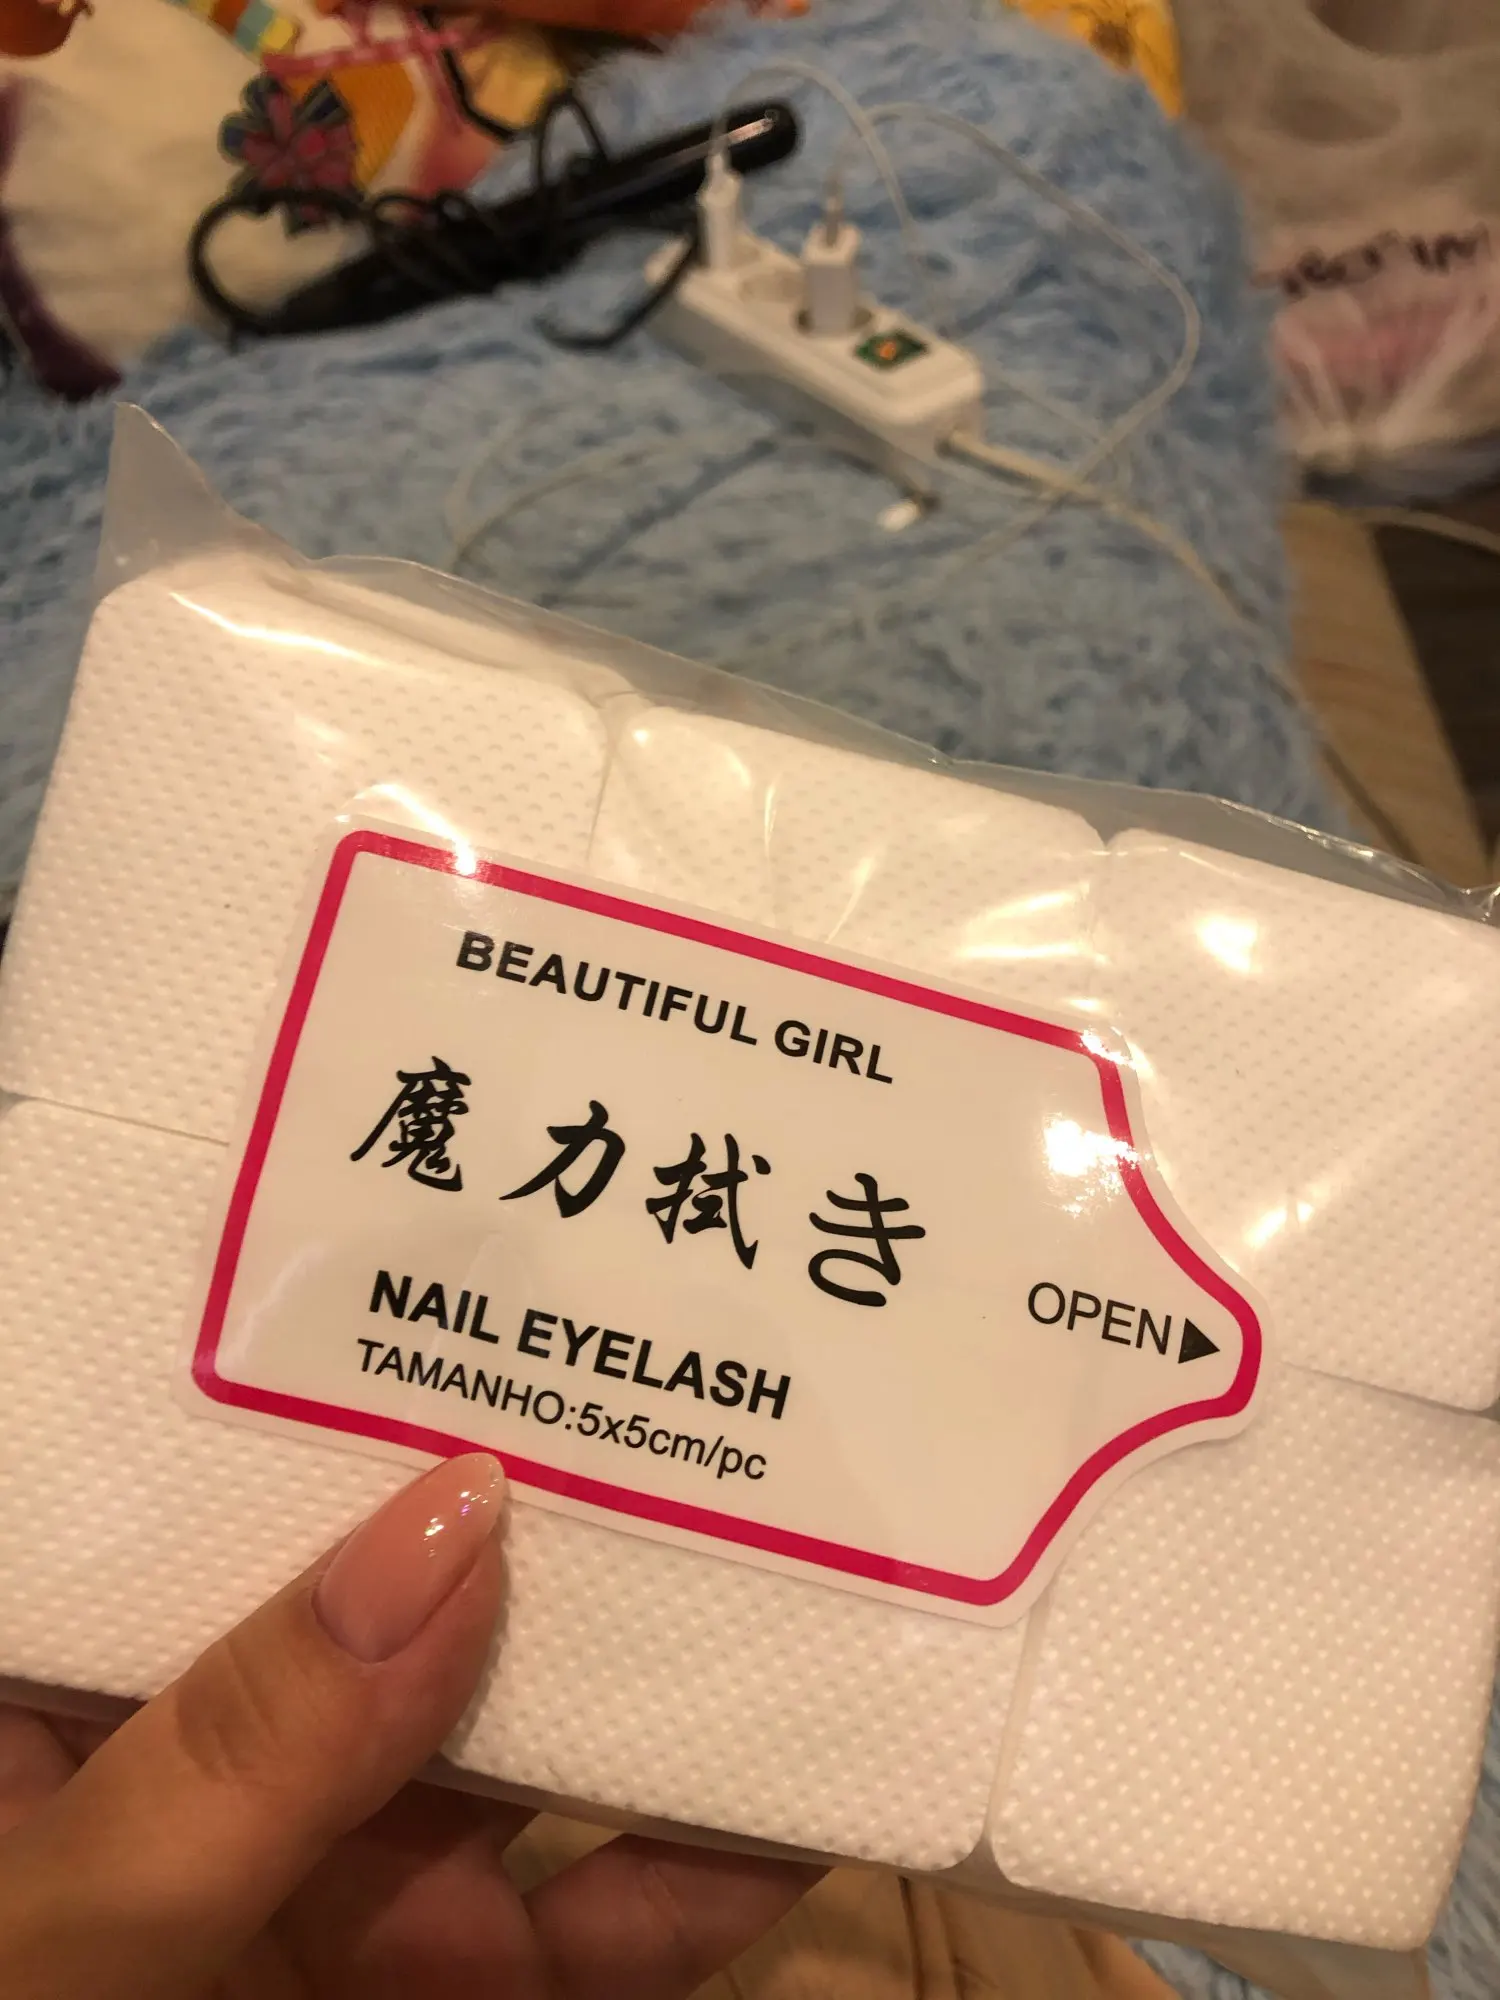 BEAUTIFUL GIRL
魔力拭き
NAIL EYELASH
TAMANHO:5x5cm/pc
OPEN▶